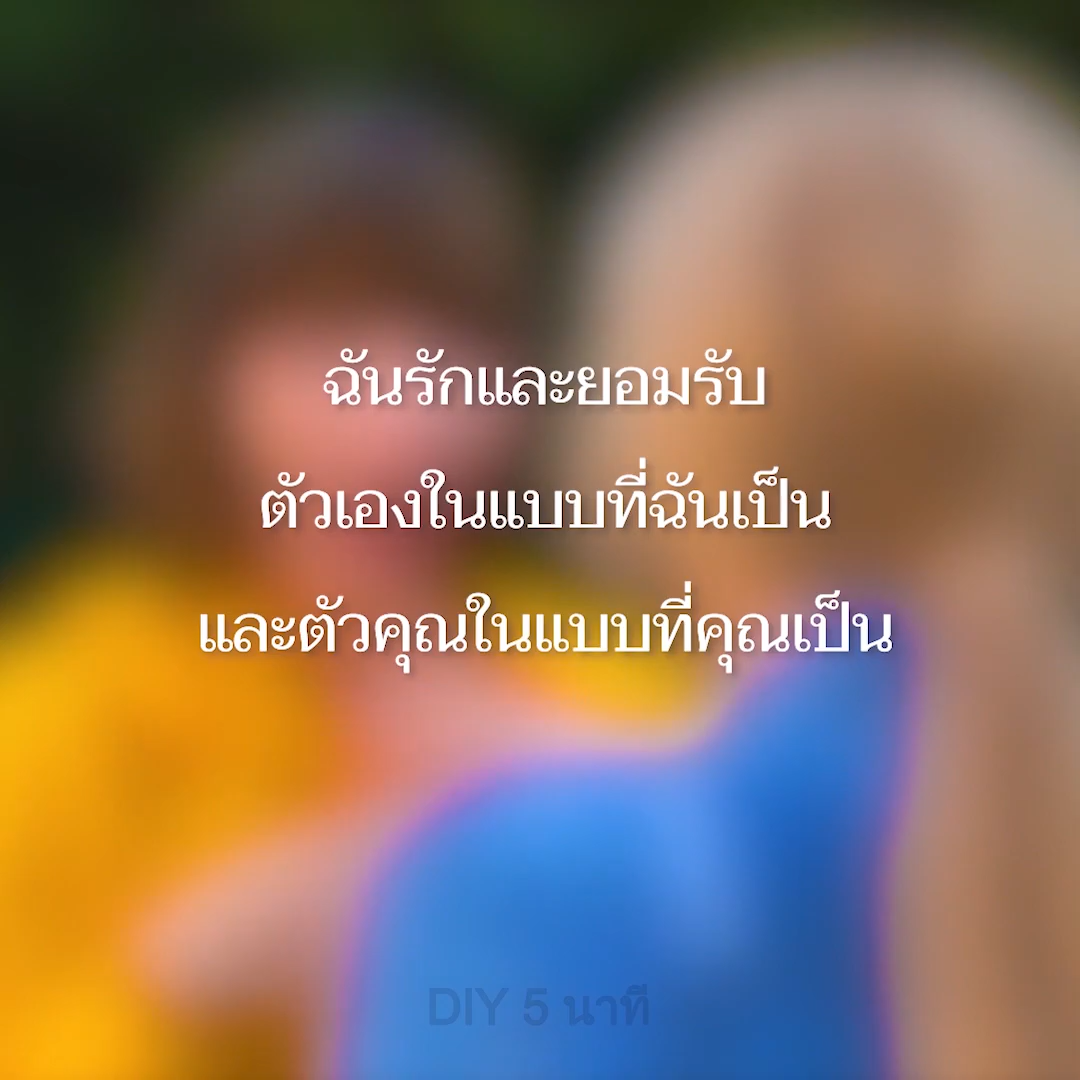 ฉันรักและยอมรับ
ตัวเองในแบบที่ฉันเป็น
และตัวคุณในแบบที่คุณเป็น
DIY 5 นาที